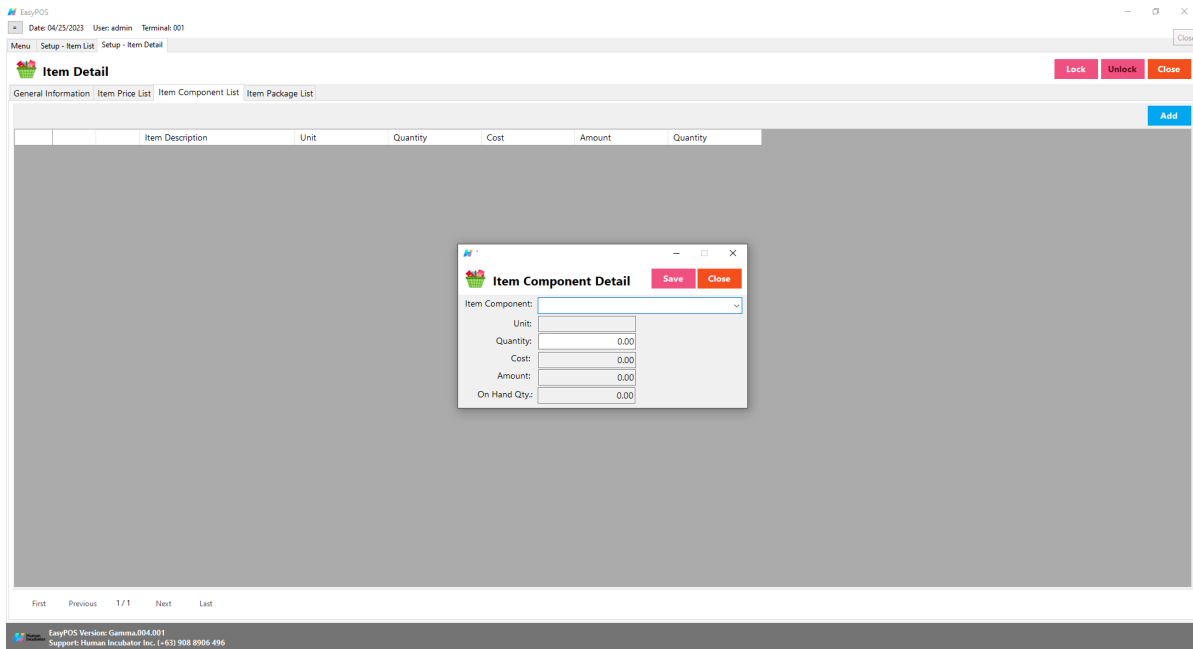 EasyPOS
Date: 04/25/2023 User: admin Terminal: 001
Menu Setup - Item List Setup - Item Detail
Close
Item Detail
Lock Unlock Close
General Information Item Price List Item Component List Item Package List
Add
Item Description Unit Quantity Cost Amount Quantity
Item Component Detail
Save Close
Item Component:
Unit:
Quantity: 0.00
Cost: 0.00
Amount: 0.00
On Hand Qty.: 0.00
First Previous 1 / 1 Next Last
Human Incubator
EasyPOS Version: Gamma.004.001
Support: Human Incubator Inc. (+63) 908 8906 496